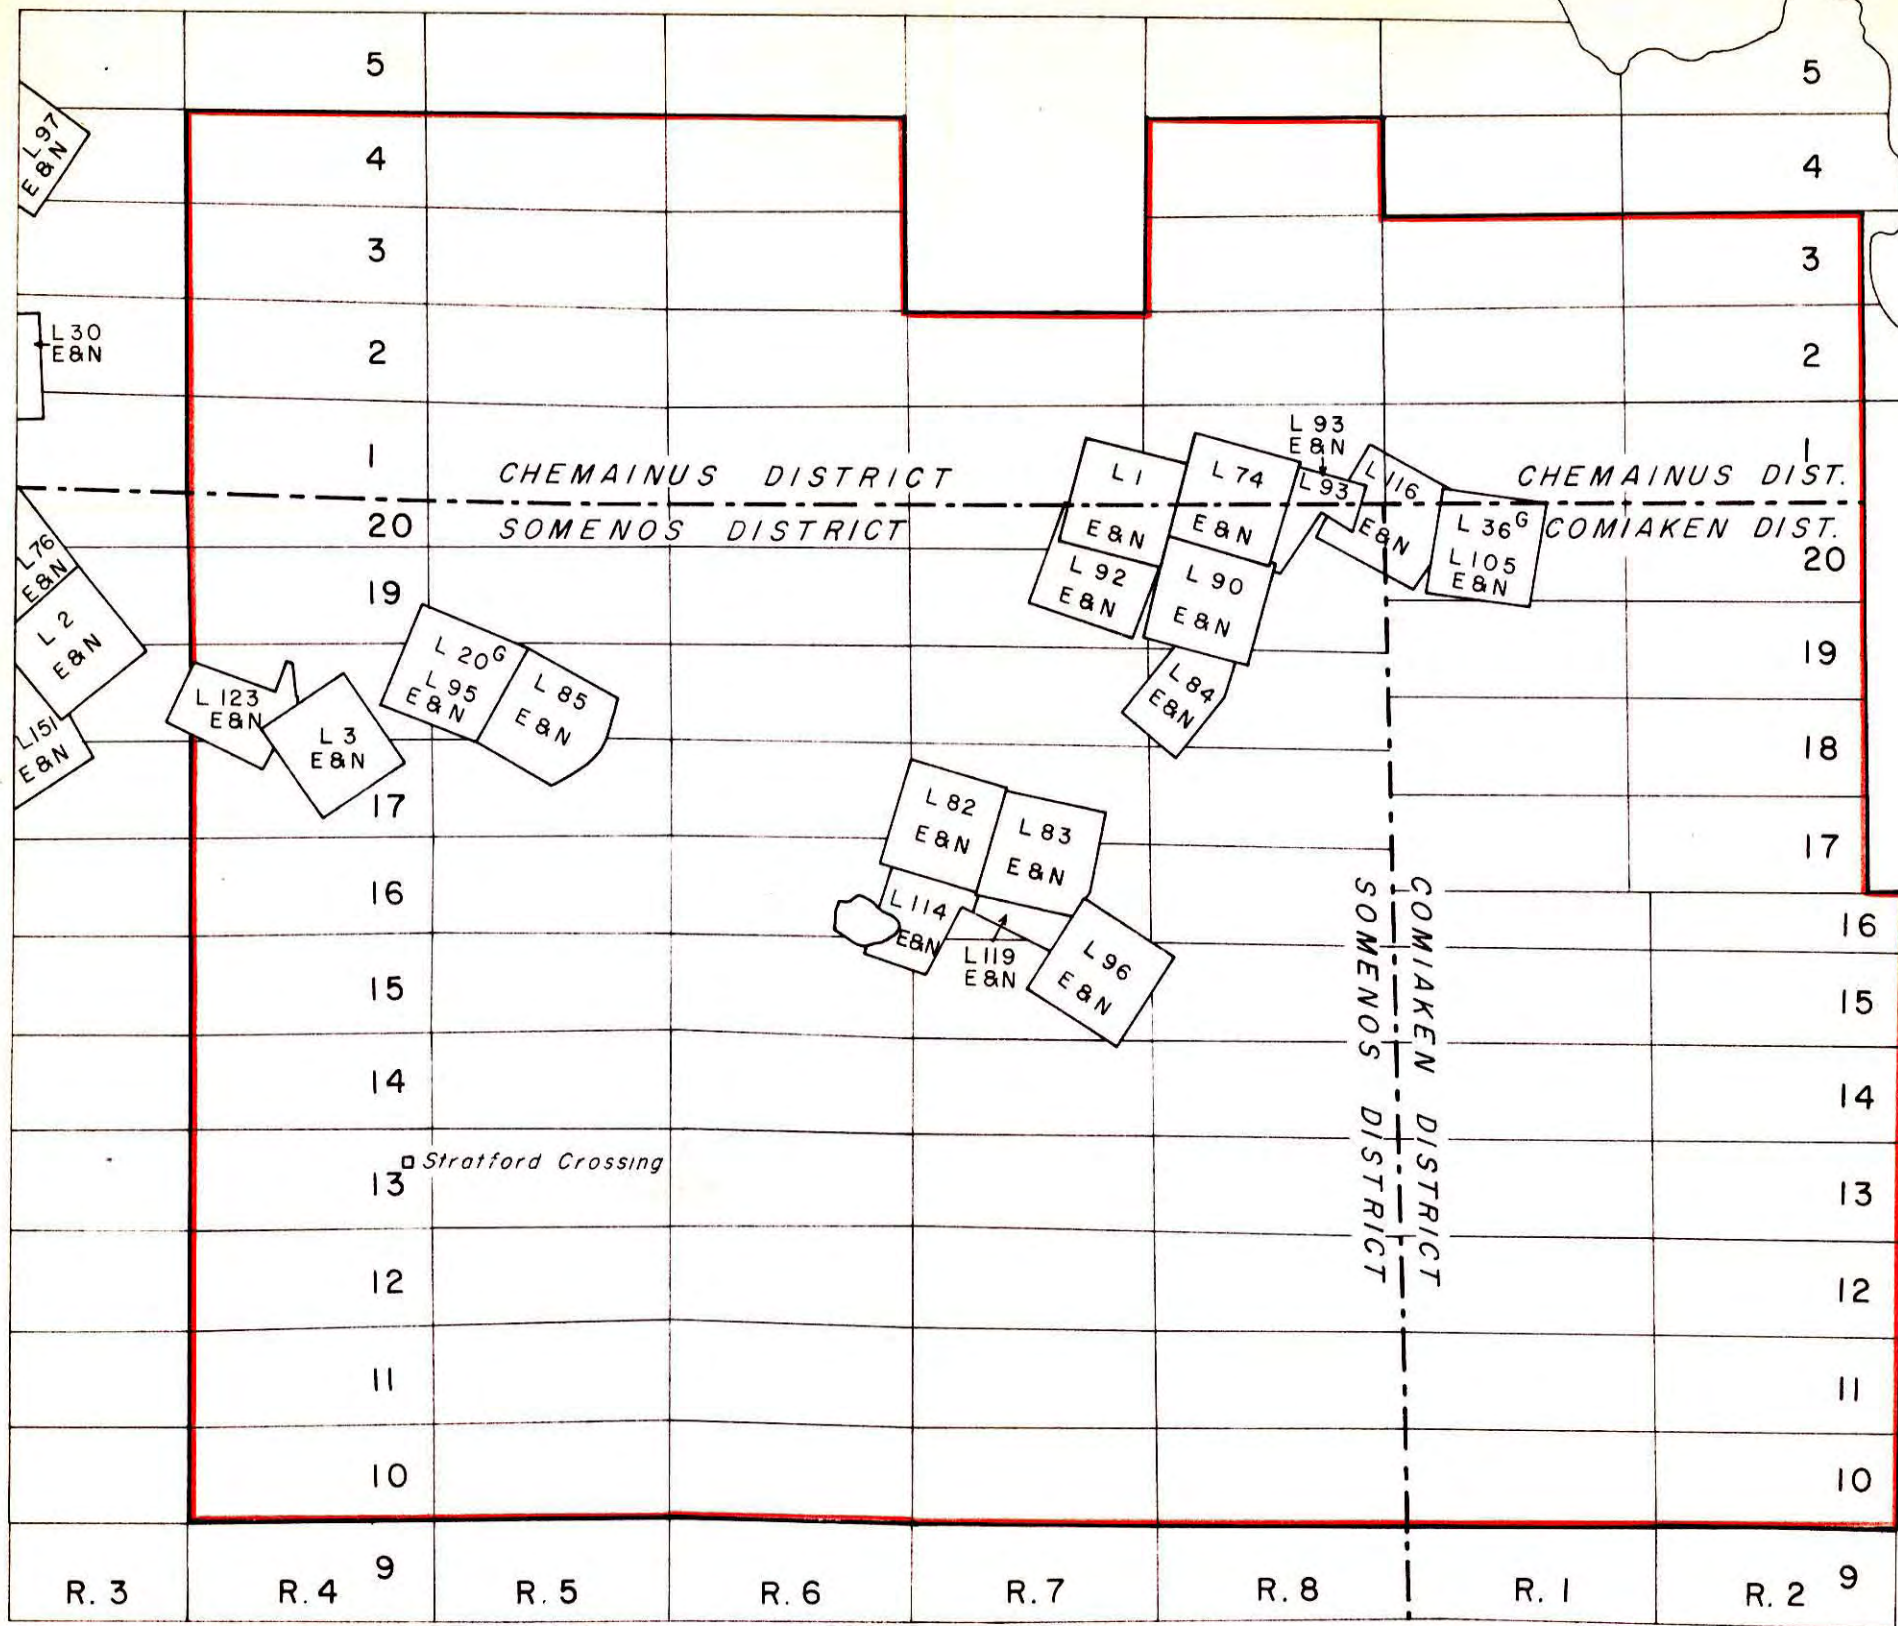 5
5
L 97
E & N
4
4
3
3
L 30
E & N
2
2
L 93
E & N
1
1
CHEMAINUS DISTRICT
CHEMAINUS DIST.
L 1
E & N
L 74
E & N
L 93
L 116
E & N
20
SOMENOS DISTRICT
L 36 G
L 105
E & N
COMIAKEN DIST.
20
L 76
E & N
19
L 92
E & N
L 90
E & N
L 2
E & N
L 20 G
L 95
E & N
L 85
E & N
L 84
E & N
19
L 123
E & N
L 3
E & N
L 151
E & N
18
17
L 82
E & N
L 83
E & N
17
16
L 114
E & N
L 119
E & N
L 96
E & N
16
15
15
SOMENOS DISTRICT
COMIAKEN DISTRICT
14
14
Stratford Crossing
13
13
12
12
11
11
10
10
9
9
R. 3
R. 4
R. 5
R. 6
R. 7
R. 8
R. 1
R. 2